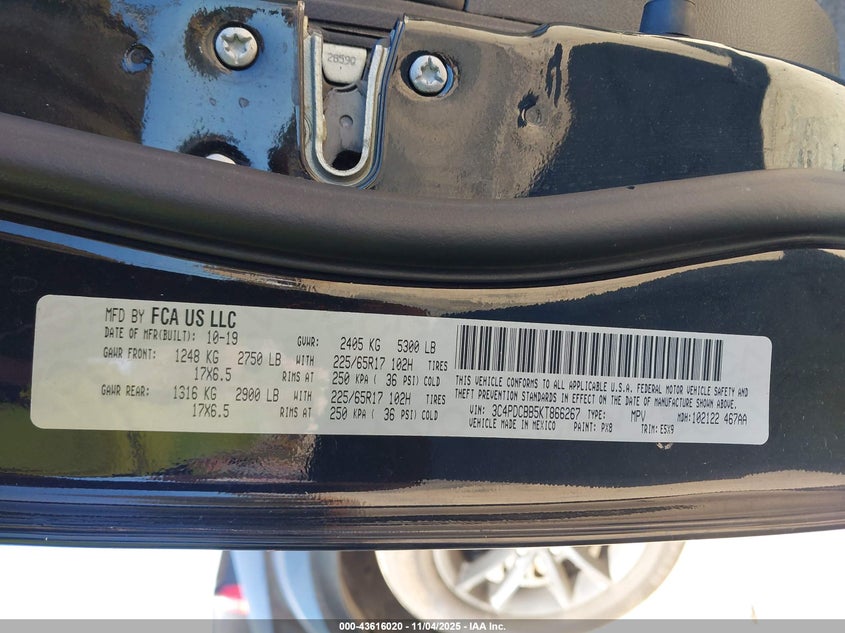 28590
MFD BY FCA US LLC
DATE OF MFR(BUILT): 10-19 GVWR: 2405 KG 5300 LB
GAWR FRONT: 1248 KG 2750 LB WITH 225/65R17 102H TIRES
17X6.5 RIMS AT 250 KPA ( 36 PSI) COLD
GAWR REAR: 1316 KG 2900 LB WITH 225/65R17 102H TIRES
17X6.5 RIMS AT 250 KPA ( 36 PSI) COLD
THIS VEHICLE CONFORMS TO ALL APPLICABLE U.S.A. FEDERAL MOTOR VEHICLE SAFETY AND
THEFT PREVENTION STANDARDS IN EFFECT ON THE DATE OF MANUFACTURE SHOWN ABOVE.
VIN: 3C4PDCBB5KT866267 TYPE: MPV MDH: 102122 467AA
VEHICLE MADE IN MEXICO PAINT: PX8 TRIM: E5X9
000-43616020 - 11/04/2025 - IAA Inc.